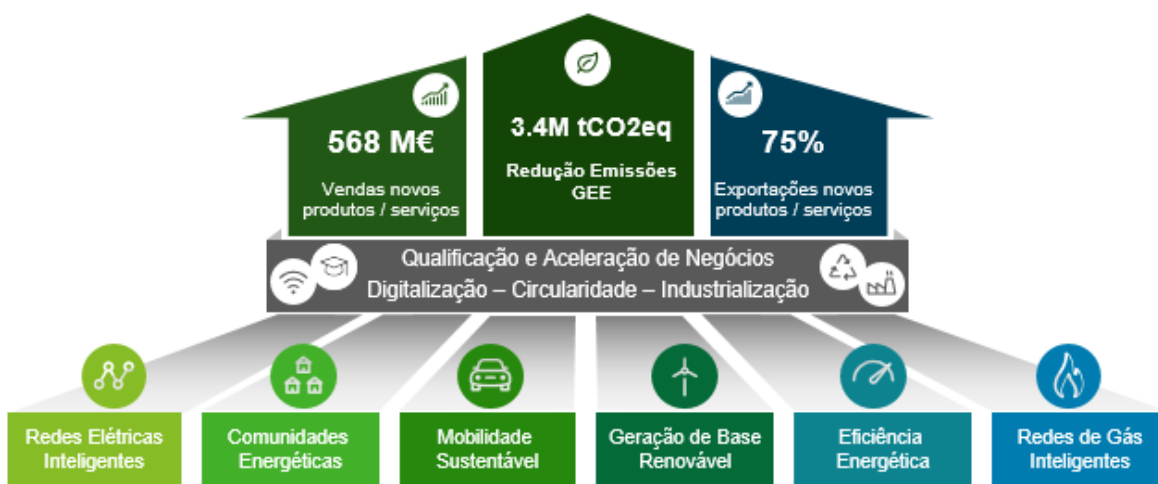 568 M€
Vendas novos
produtos / serviços
3.4M tCO2eq
Redução Emissões
GEE
75%
Exportações novos
produtos / serviços
Qualificação e Aceleração de Negócios
Digitalização – Circularidade – Industrialização
Redes Elétricas
Inteligentes
Comunidades
Energéticas
Mobilidade
Sustentável
Geração de Base
Renovável
Eficiência
Energética
Redes de Gás
Inteligentes